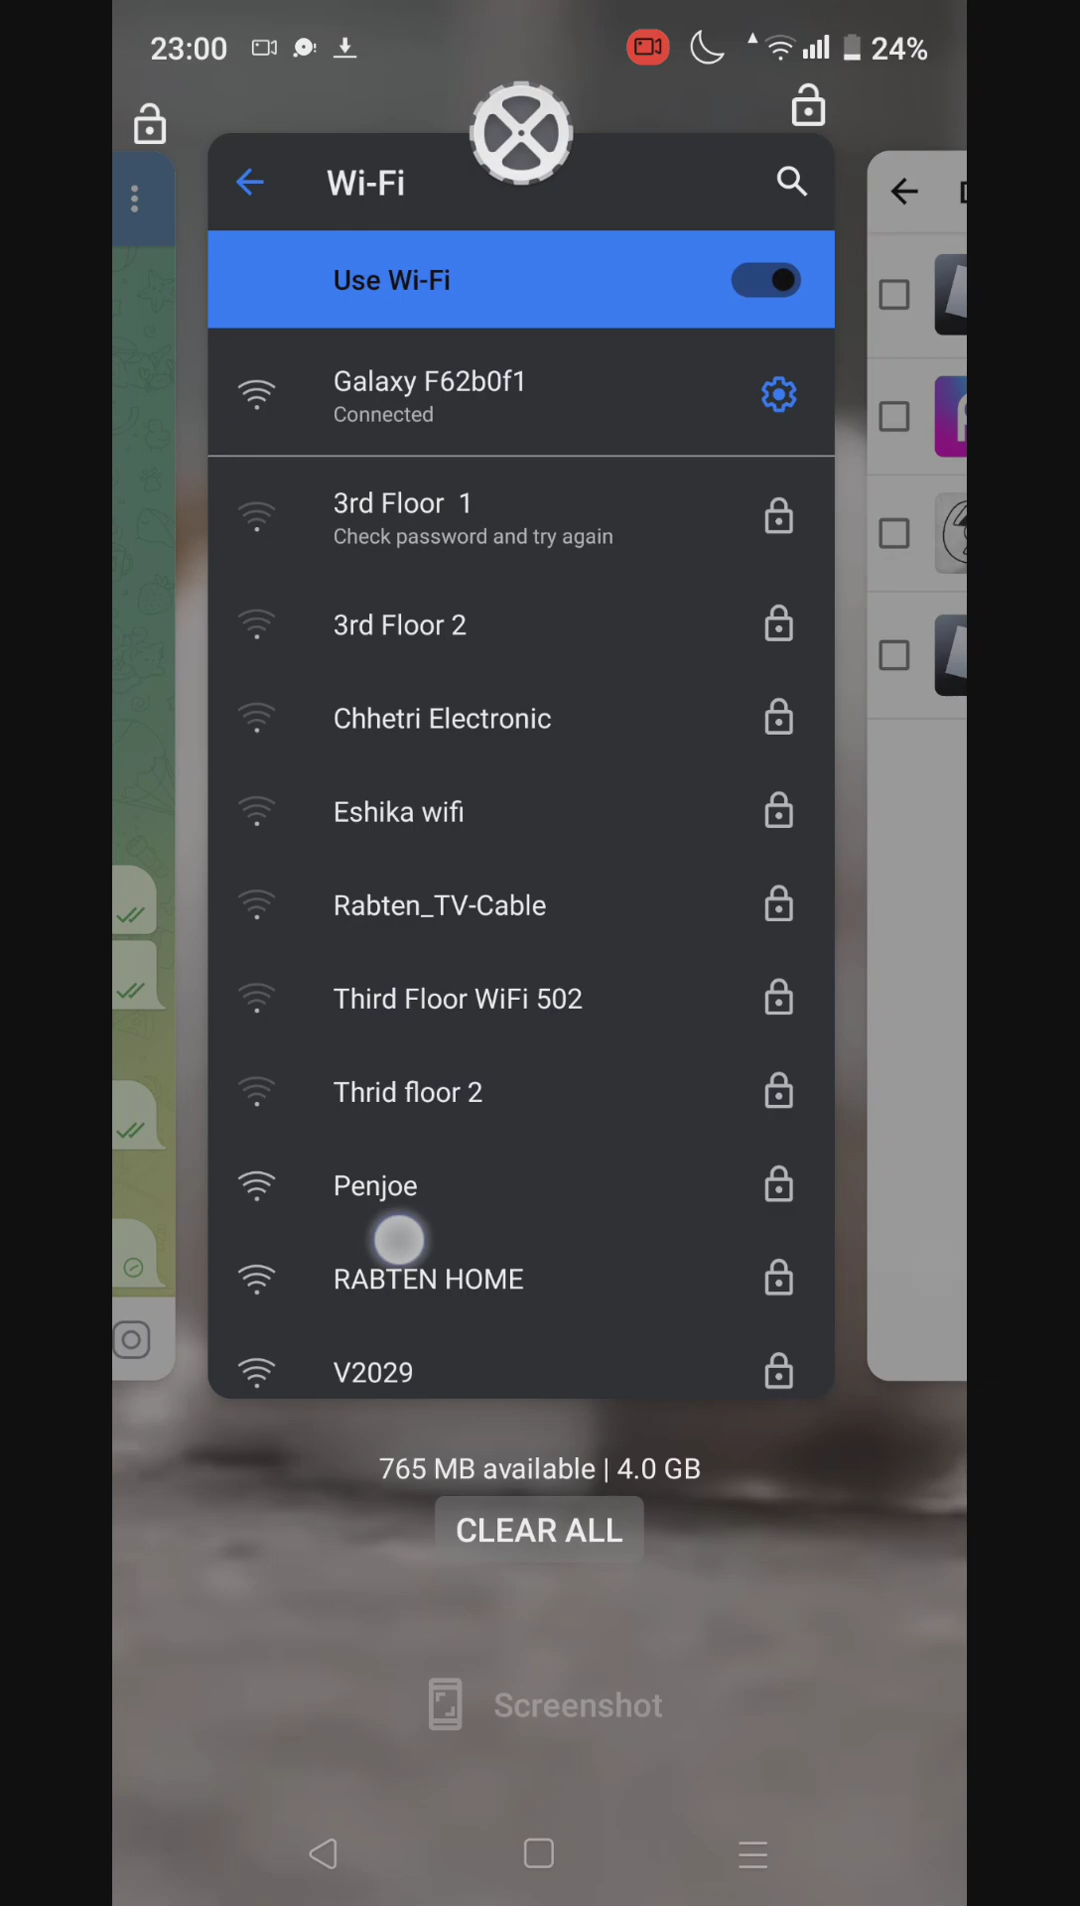 23:00
24%
Wi-Fi
Use Wi-Fi
Galaxy F62b0f1
Connected
3rd Floor  1
Check password and try again
3rd Floor 2
Chhetri Electronic
Eshika wifi
Rabten_TV-Cable
Third Floor WiFi 502
Thrid floor 2
Penjoe
RABTEN HOME
V2029
765 MB available | 4.0 GB
CLEAR ALL
Screenshot